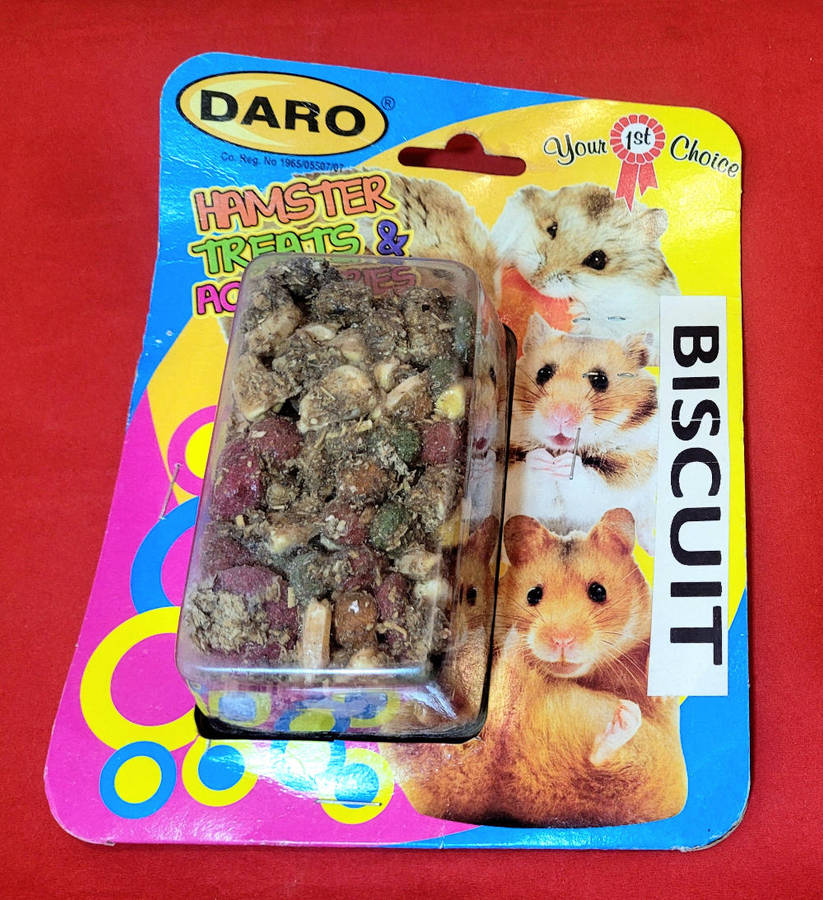 DARO®
Co. Reg. No 1965/05507/07
Your 1st Choice
HAMSTER
TREATS &
BISCUIT